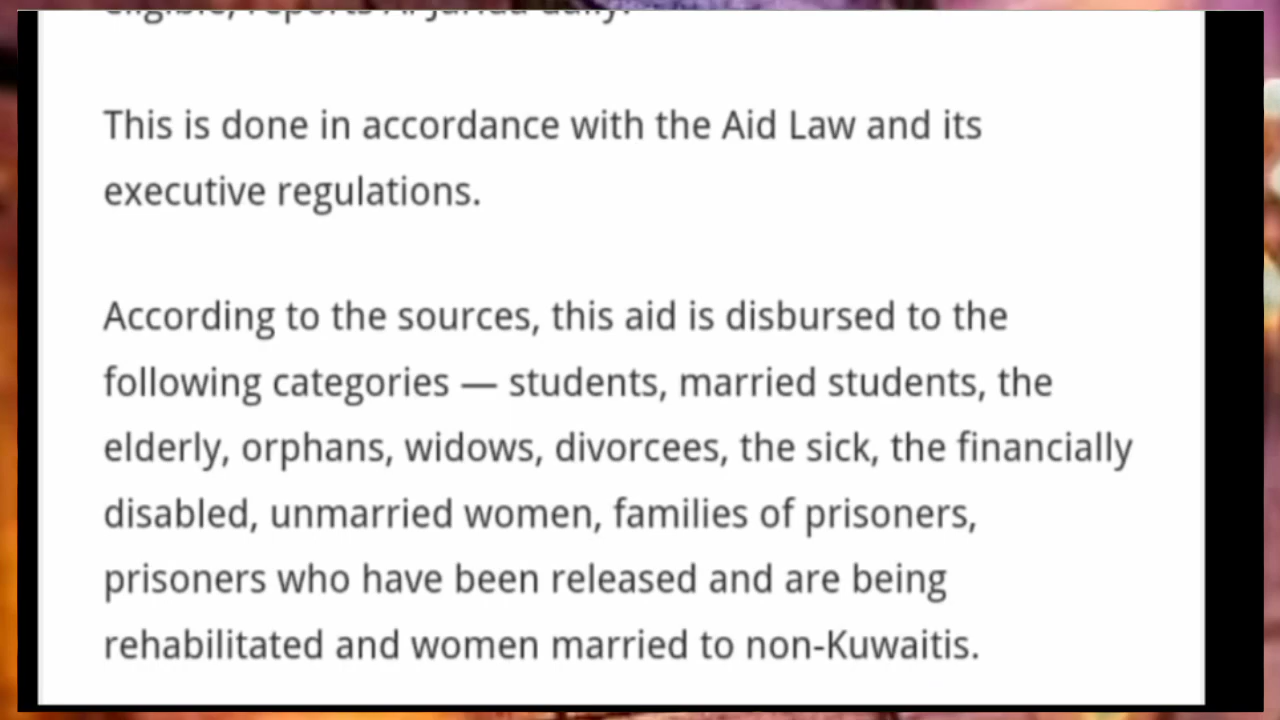 This is done in accordance with the Aid Law and its
executive regulations.
According to the sources, this aid is disbursed to the
following categories — students, married students, the
elderly, orphans, widows, divorcees, the sick, the financially
disabled, unmarried women, families of prisoners,
prisoners who have been released and are being
rehabilitated and women married to non-Kuwaitis.